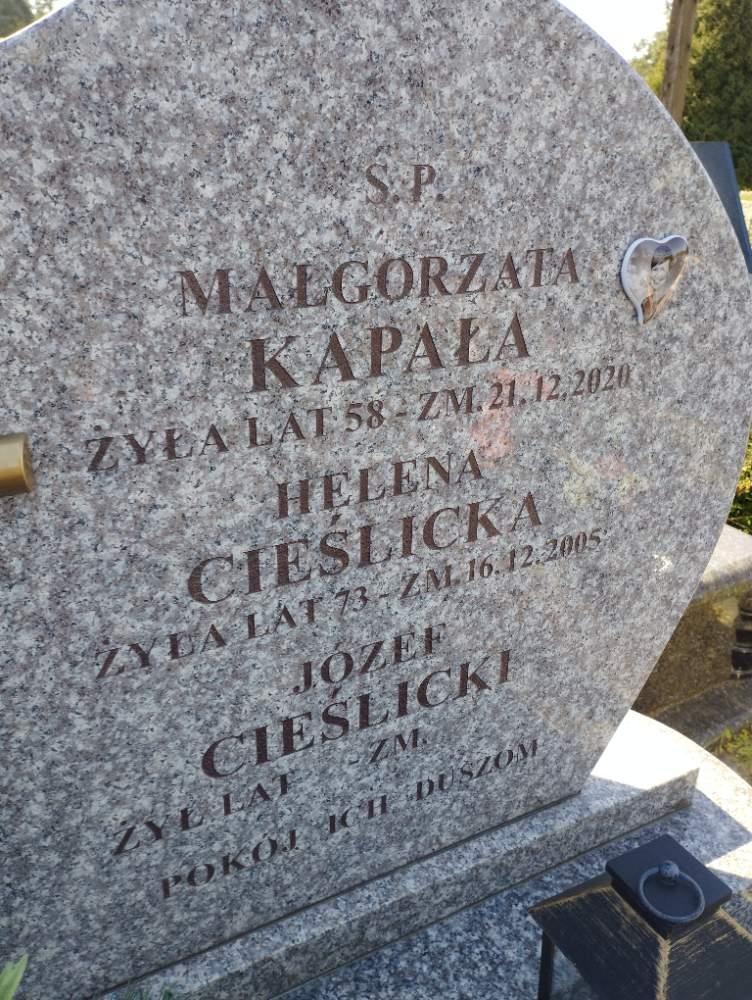 Ś. P.
MAŁGORZATA
KAPAŁA
ŻYŁA LAT 58 - ZM. 21.12.2020
HELENA
CIEŚLICKA
ŻYŁA LAT 73 - ZM. 16.12.2005
JÓZEF
CIEŚLICKI
ŻYŁ LAT - ZM.
POKÓJ ICH DUSZOM